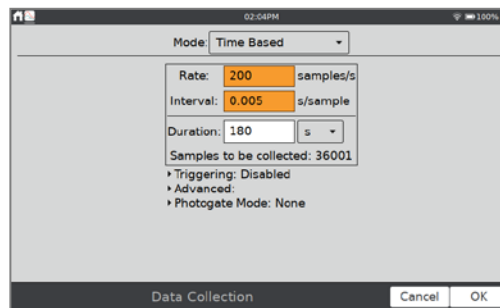 02:04PM
100%
Mode: Time Based
Rate: 200 samples/s
Interval: 0.005 s/sample
Duration: 180 s
Samples to be collected: 36001
Triggering: Disabled
Advanced:
Photogate Mode: None
Data Collection
Cancel
OK